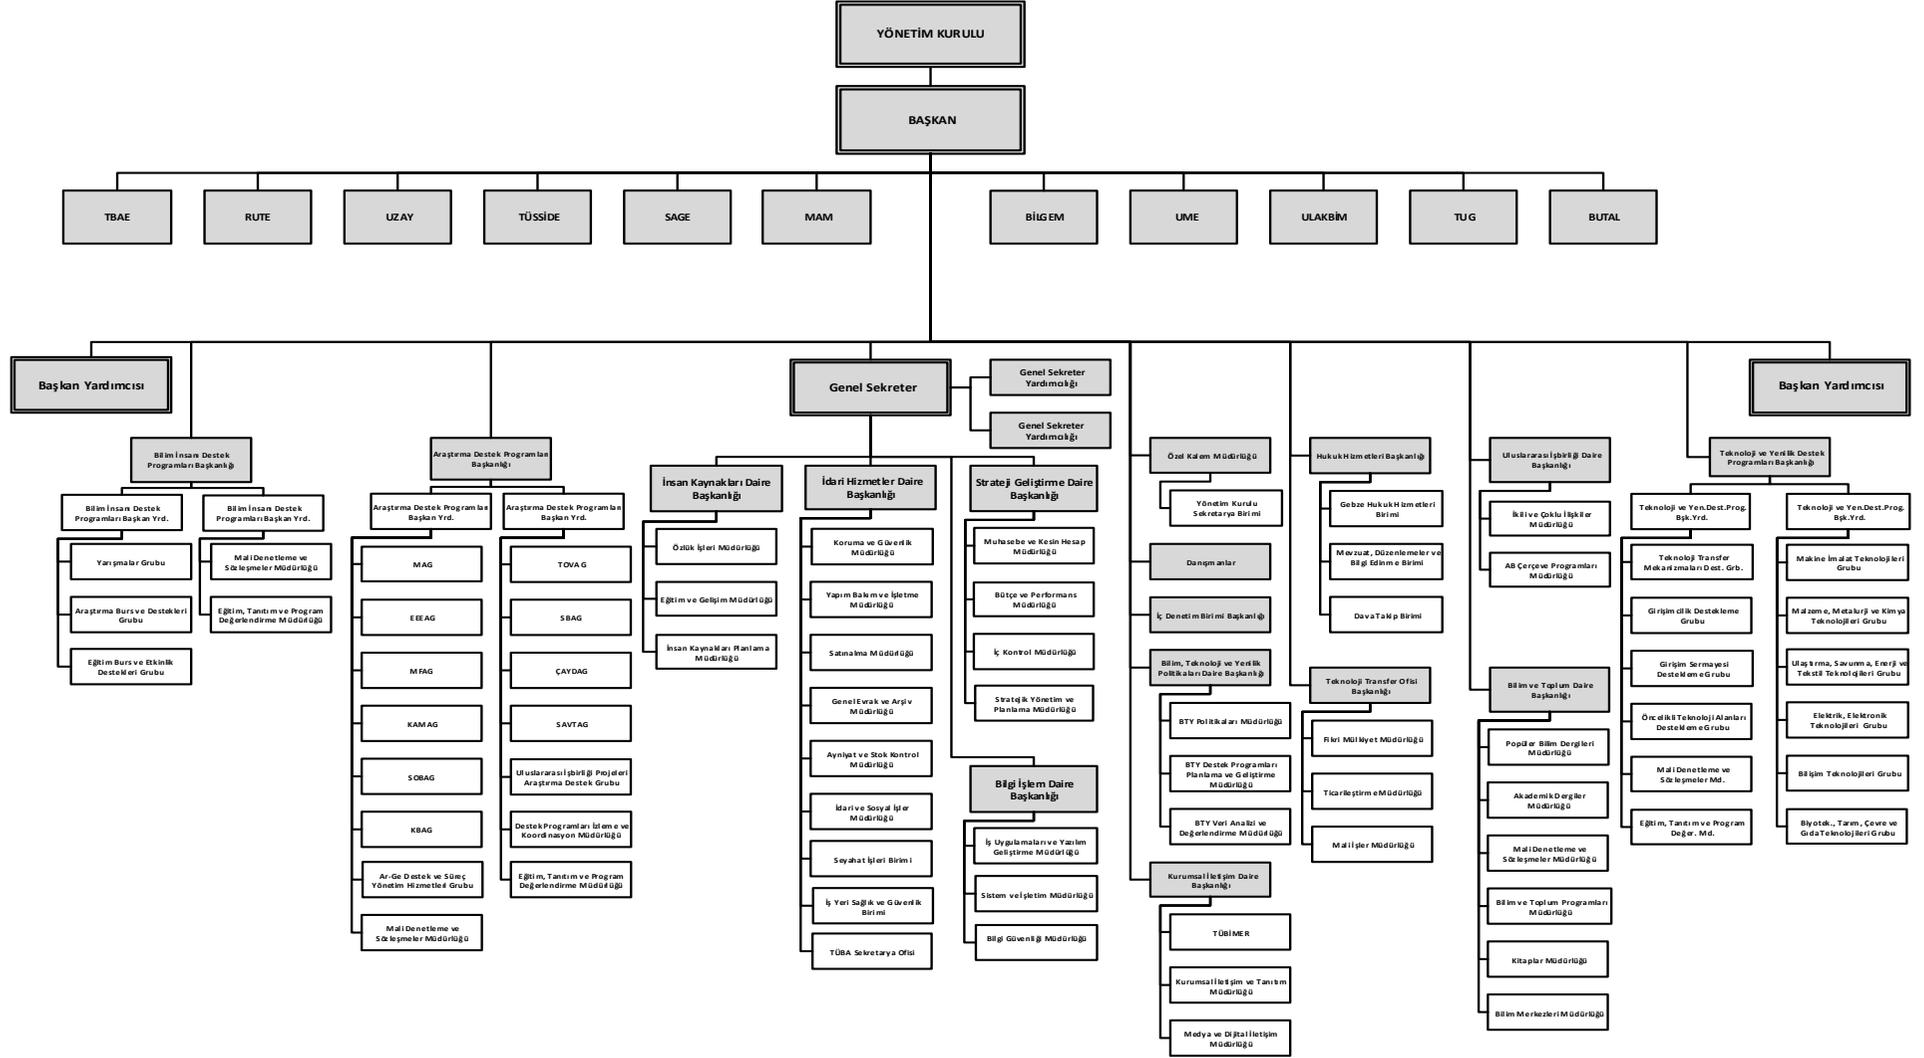 YÖNETİM KURULU
BAŞKAN
TBAE
RUTE
UZAY
TÜSSİDE
SAGE
MAM
BİLGEM
UME
ULAKBİM
TUG
BUTAL
Başkan Yardımcısı
Genel Sekreter
Genel Sekreter
Yardımcılığı
Genel Sekreter
Yardımcılığı
Başkan Yardımcısı
Bilim İnsanı Destek
Programları Başkanlığı
Bilim İnsanı Destek
Programları Başkan Yrd.
Yarışmalar Grubu
Araştırma Burs ve Destekleri
Grubu
Eğitim Burs ve Etkinlik
Destekleri Grubu
Bilim İnsanı Destek
Programları Başkan Yrd.
Mali Denetleme ve
Sözleşmeler Müdürlüğü
Eğitim, Tanıtım ve Program
Değerlendirme Müdürlüğü
Araştırma Destek Programları
Başkanlığı
Araştırma Destek Programları
Başkan Yrd.
MAG
EEEAG
MFAG
KAMAG
SOBAG
KBAG
Ar-Ge Destek ve Süreç
Yönetim Hizmetleri Grubu
Mali Denetleme ve
Sözleşmeler Müdürlüğü
Araştırma Destek Programları
Başkan Yrd.
TOVAG
SBAG
ÇAYDAG
SAVTAG
Uluslararası İşbirliği Projeleri
Araştırma Destek Grubu
Destek Programları İzleme ve
Koordinasyon Müdürlüğü
Eğitim, Tanıtım ve Program
Değerlendirme Müdürlüğü
İnsan Kaynakları Daire
Başkanlığı
Özlük İşleri Müdürlüğü
Eğitim ve Gelişim Müdürlüğü
İnsan Kaynakları Planlama
Müdürlüğü
İdari Hizmetler Daire
Başkanlığı
Koruma ve Güvenlik
Müdürlüğü
Yapım Bakım ve İşletme
Müdürlüğü
Satınalma Müdürlüğü
Genel Evrak ve Arşiv
Müdürlüğü
Ayniyat ve Stok Kontrol
Müdürlüğü
İdari ve Sosyal İşler
Müdürlüğü
Seyahat İşleri Birimi
İş Yeri Sağlık ve Güvenlik
Birimi
TÜBA Sekretarya Ofisi
Strateji Geliştirme Daire
Başkanlığı
Muhasebe ve Kesin Hesap
Müdürlüğü
Bütçe ve Performans
Müdürlüğü
İç Kontrol Müdürlüğü
Stratejik Yönetim ve
Planlama Müdürlüğü
Bilgi İşlem Daire
Başkanlığı
İş Uygulamaları ve Yazılım
Geliştirme Müdürlüğü
Sistem ve İşletim Müdürlüğü
Bilgi Güvenliği Müdürlüğü
Özel Kalem Müdürlüğü
Yönetim Kurulu
Sekretarya Birimi
Danışmanlar
İç Denetim Birimi Başkanlığı
Bilim, Teknoloji ve Yenilik
Politikaları Daire Başkanlığı
BTY Politikaları Müdürlüğü
BTY Destek Programları
Planlama ve Geliştirme
Müdürlüğü
BTY Veri Analizi ve
Değerlendirme Müdürlüğü
Kurumsal İletişim Daire
Başkanlığı
TÜBİMER
Kurumsal İletişim ve Tanıtım
Müdürlüğü
Medya ve Dijital İletişim
Müdürlüğü
Hukuk Hizmetleri Başkanlığı
Gebze Hukuk Hizmetleri
Birimi
Mevzuat, Düzenlemeler ve
Bilgi Edinme Birimi
Dava Takip Birimi
Teknoloji Transfer Ofisi
Başkanlığı
Fikri Mülkiyet Müdürlüğü
Ticarileştirme Müdürlüğü
Mali İşler Müdürlüğü
Uluslararası İşbirliği Daire
Başkanlığı
İkili ve Çoklu İlişkiler
Müdürlüğü
AB Çerçeve Programları
Müdürlüğü
Bilim ve Toplum Daire
Başkanlığı
Popüler Bilim Dergileri
Müdürlüğü
Akademik Dergiler
Müdürlüğü
Mali Denetleme ve
Sözleşmeler Müdürlüğü
Bilim ve Toplum Programları
Müdürlüğü
Kitaplar Müdürlüğü
Bilim Merkezleri Müdürlüğü
Teknoloji ve Yenilik Destek
Programları Başkanlığı
Teknoloji ve Yen.Dest.Prog.
Bşk.Yrd.
Teknoloji Transfer
Mekanizmaları Dest. Grb.
Girişimcilik Destekleme
Grubu
Girişim Sermayesi
Destekleme Grubu
Öncelikli Teknoloji Alanları
Destekleme Grubu
Mali Denetleme ve
Sözleşmeler Md.
Eğitim, Tanıtım ve Program
Değer. Md.
Teknoloji ve Yen.Dest.Prog.
Bşk.Yrd.
Makine İmalat Teknolojileri
Grubu
Malzeme, Metalurji ve Kimya
Teknolojileri Grubu
Ulaştırma, Savunma, Enerji ve
Tekstil Teknolojileri Grubu
Elektrik, Elektronik
Teknolojileri Grubu
Bilişim Teknolojileri Grubu
Biyotek., Tarım, Çevre ve
Gıda Teknolojileri Grubu